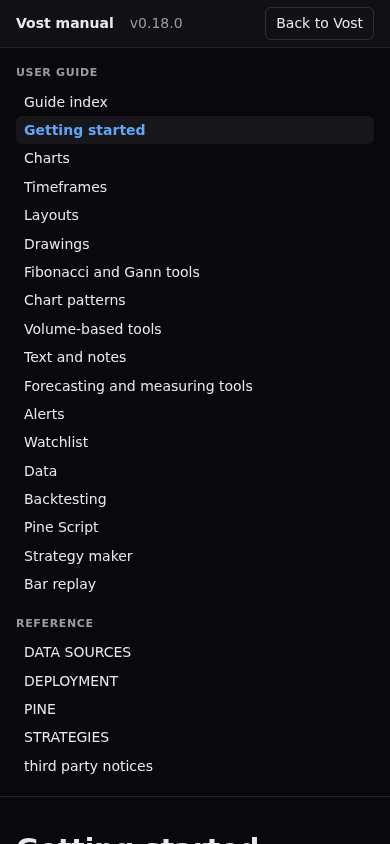 Vost manual v0.18.0 Back to Vost
USER GUIDE
Guide index
Getting started
Charts
Timeframes
Layouts
Drawings
Fibonacci and Gann tools
Chart patterns
Volume-based tools
Text and notes
Forecasting and measuring tools
Alerts
Watchlist
Data
Backtesting
Pine Script
Strategy maker
Bar replay
REFERENCE
DATA SOURCES
DEPLOYMENT
PINE
STRATEGIES
third party notices
Getting started